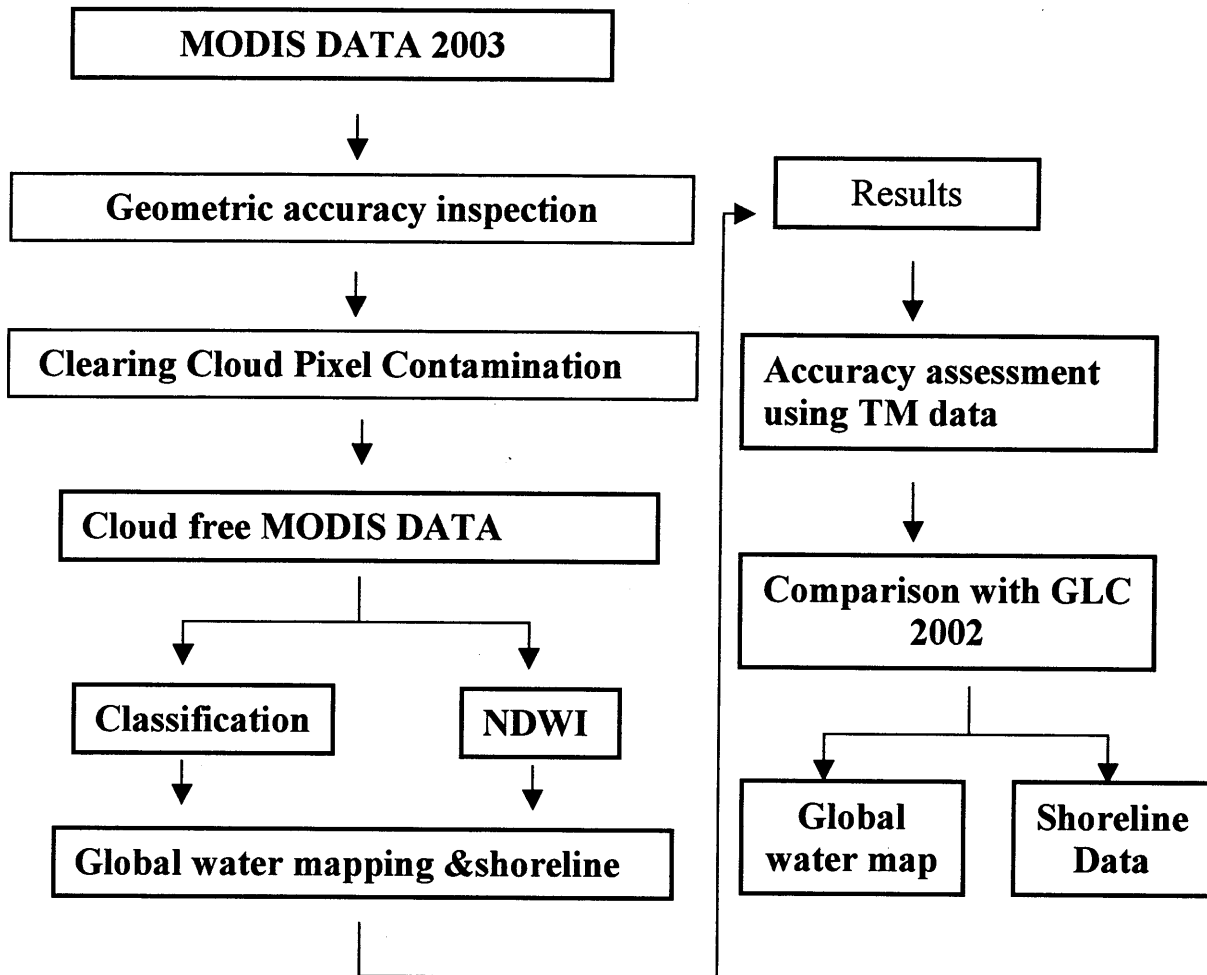 MODIS DATA 2003
Geometric accuracy inspection
Clearing Cloud Pixel Contamination
Cloud free MODIS DATA
Classification
NDWI
Global water mapping &shoreline
Results
Accuracy assessment
using TM data
Comparison with GLC
2002
Global
water map
Shoreline
Data